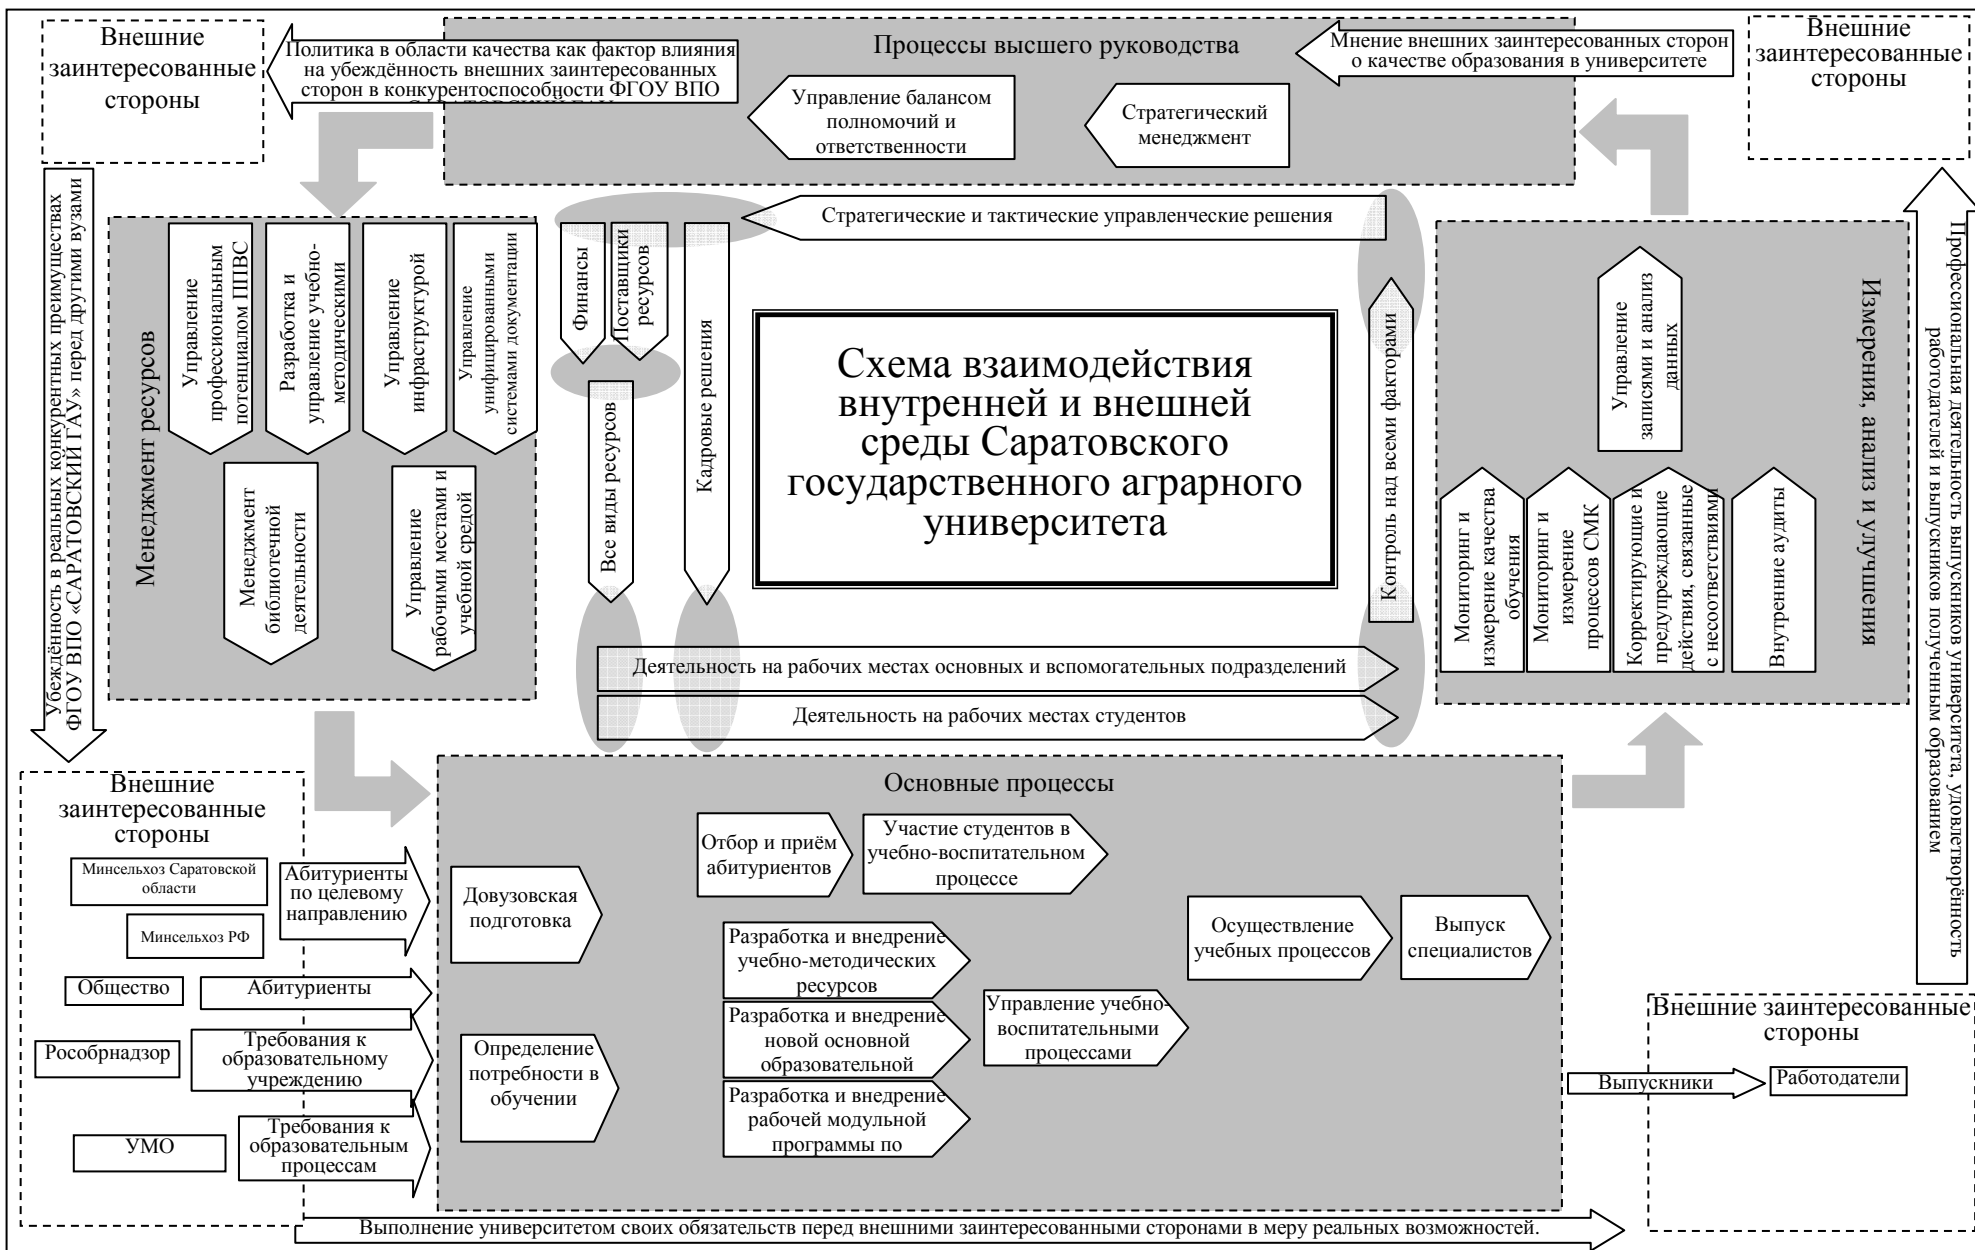 Внешние
заинтересованные
стороны
Политика в области качества как фактор влияния
на убеждённость внешних заинтересованных
сторон в конкурентоспособности ФГОУ ВПО
САРАТОВСКИЙ ГАУ
Процессы высшего руководства
Управление балансом
полномочий и
ответственности
Стратегический
менеджмент
Мнение внешних заинтересованных сторон
о качестве образования в университете
Внешние
заинтересованные
стороны
Убеждённость в реальных конкурентных преимуществах
ФГОУ ВПО «САРАТОВСКИЙ ГАУ» перед другими вузами
Менеджмент ресурсов
Управление
профессиональным
потенциалом ППВС
Разработка и
управление учебно-
методическими
Управление
инфраструктурой
Управление
унифированными
системами документации
Менеджмент
библиотечной
деятельности
Управление
рабочими местами и
учебной средой
Финансы
Поставщики
ресурсов
Все виды ресурсов
Кадровые решения
Стратегические и тактические управленческие решения
Схема взаимодействия
внутренней и внешней
среды Саратовского
государственного аграрного
университета
Контроль над всеми факторами
Деятельность на рабочих местах основных и вспомогательных подразделений
Деятельность на рабочих местах студентов
Управление
записями и анализ
данных
Мониторинг и
измерение качества
обучения
Мониторинг и
измерение
процессов СМК
Корректирующие и
предупреждающие
действия, связанные
с несоответствиями
Внутренние аудиты
Измерения, анализ и улучшения
Профессиональная деятельность выпускников университета, удовлетворённость
работодателей и выпускников полученным образованием
Внешние
заинтересованные
стороны
Минсельхоз Саратовской
области
Минсельхоз РФ
Общество
Рособрнадзор
УМО
Абитуриенты
по целевому
направлению
Абитуриенты
Требования к
образовательному
учреждению
Требования к
образовательным
процессам
Основные процессы
Довузовская
подготовка
Определение
потребности в
обучении
Отбор и приём
абитуриентов
Участие студентов в
учебно-воспитательном
процессе
Разработка и внедрение
учебно-методических
ресурсов
Разработка и внедрение
новой основной
образовательной
Разработка и внедрение
рабочей модульной
программы по
Управление учебно-
воспитательными
процессами
Осуществление
учебных процессов
Выпуск
специалистов
Выпускники
Внешние заинтересованные
стороны
Работодатели
Выполнение университетом своих обязательств перед внешними заинтересованными сторонами в меру реальных возможностей.